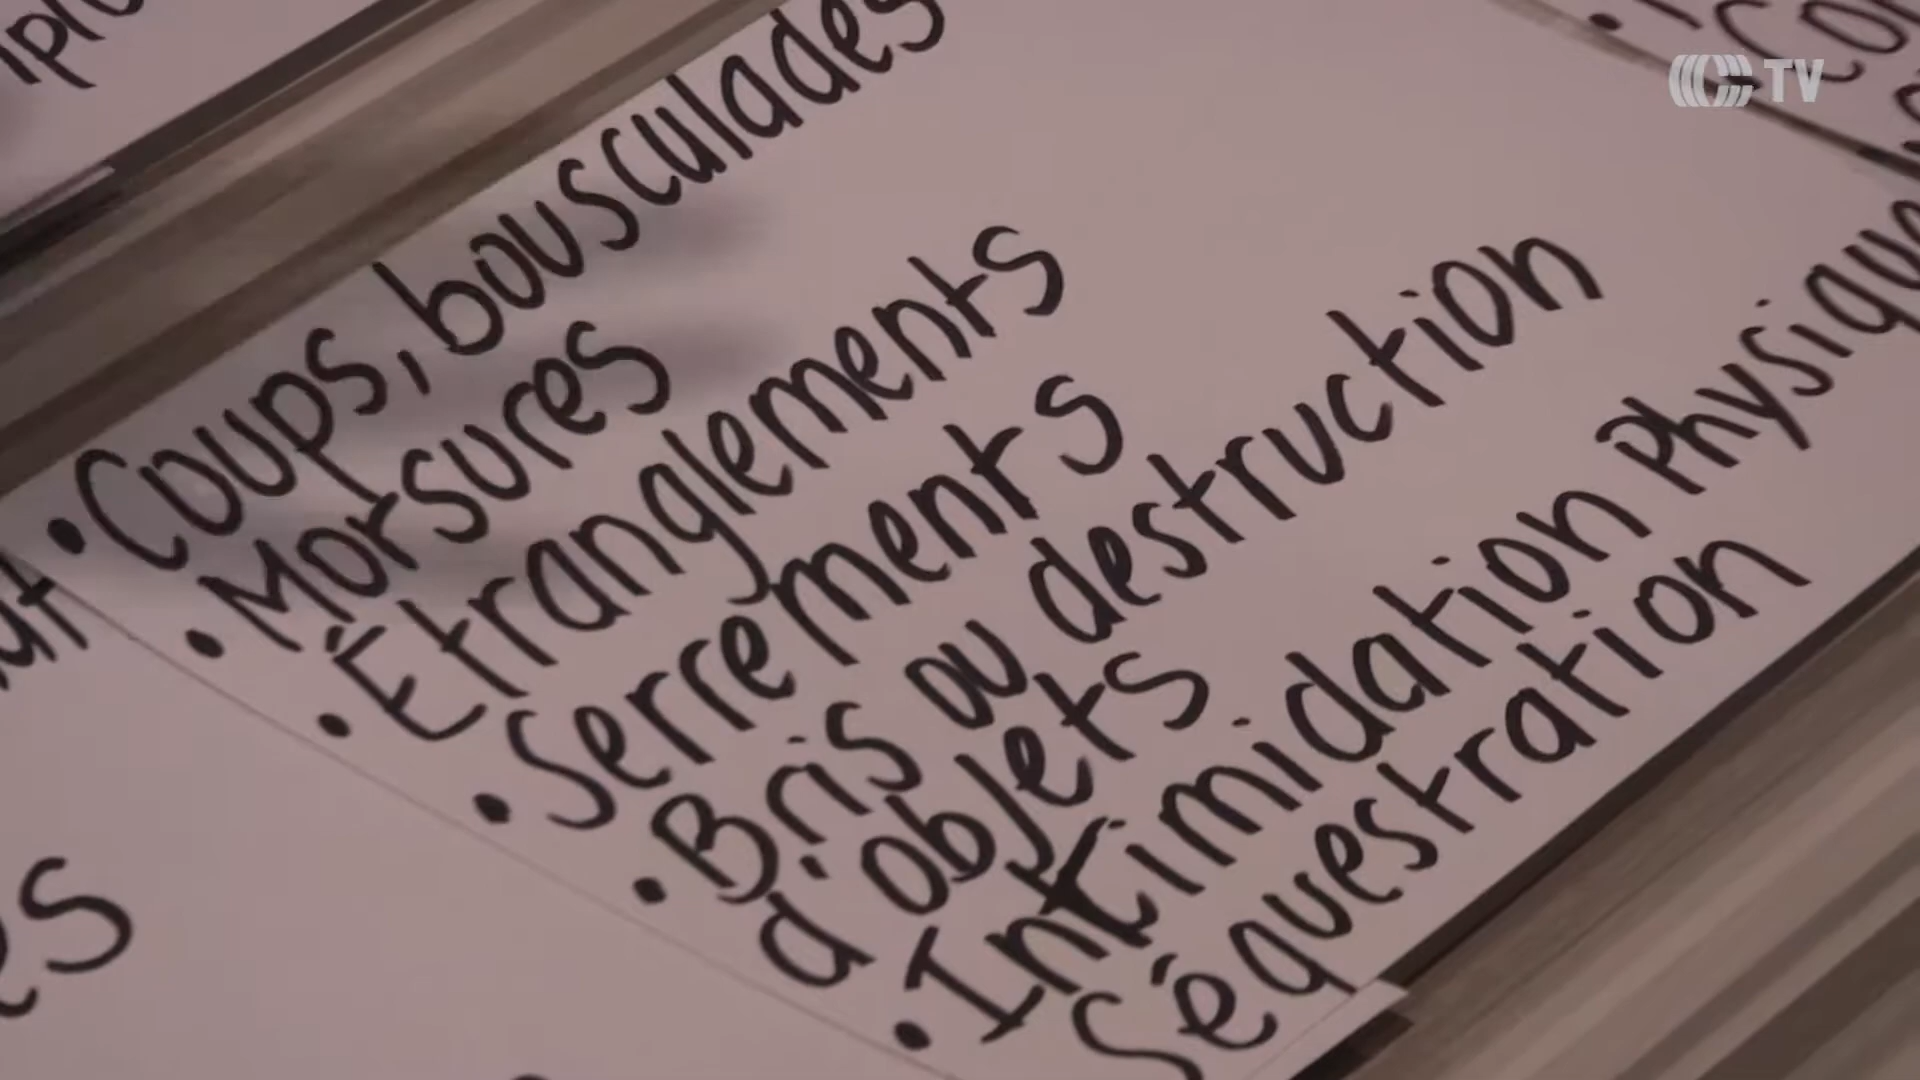 • Coups, bousculades
• Morsures
• Étranglements
• Serrements
• Bris ou destruction
d'objets
• Intimidation Physique
Séquestration
TV